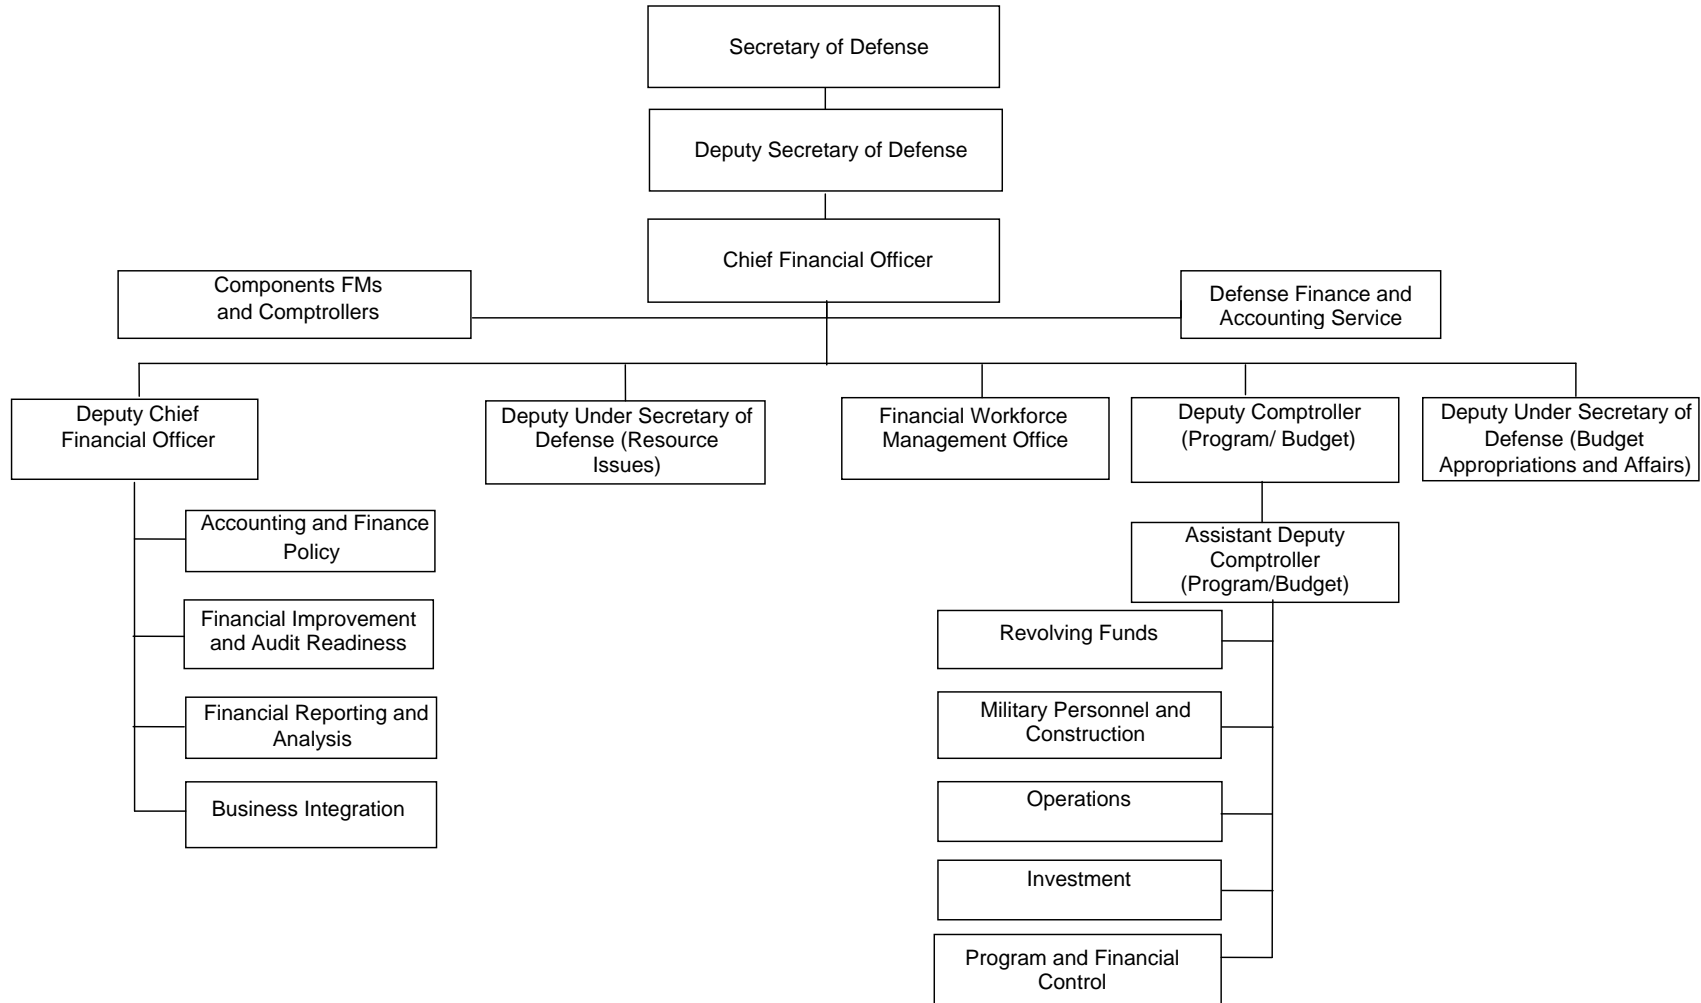 Secretary of Defense
Deputy Secretary of Defense
Chief Financial Officer
Components FMs
and Comptrollers
Defense Finance and
Accounting Service
Deputy Chief
Financial Officer
Deputy Under Secretary of
Defense (Resource
Issues)
Financial Workforce
Management Office
Deputy Comptroller
(Program/ Budget)
Deputy Under Secretary of
Defense (Budget
Appropriations and Affairs)
Accounting and Finance
Policy
Financial Improvement
and Audit Readiness
Financial Reporting and
Analysis
Business Integration
Assistant Deputy
Comptroller
(Program/Budget)
Revolving Funds
Military Personnel and
Construction
Operations
Investment
Program and Financial
Control